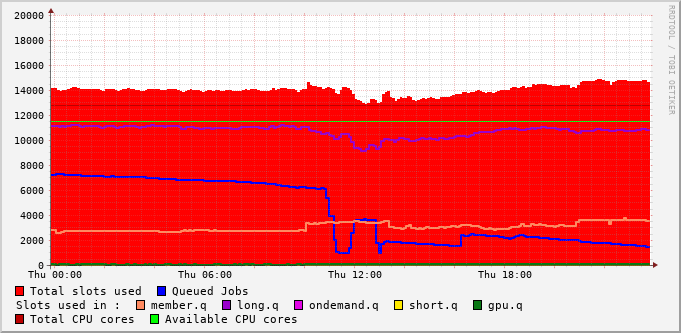 RRDTOOL / TOBI OETIKER
20000
18000
16000
14000
12000
10000
8000
6000
4000
2000
0
Thu 00:00 Thu 06:00 Thu 12:00 Thu 18:00
Total slots used Queued Jobs
Slots used in : member.q long.q ondemand.q short.q gpu.q
Total CPU cores Available CPU cores